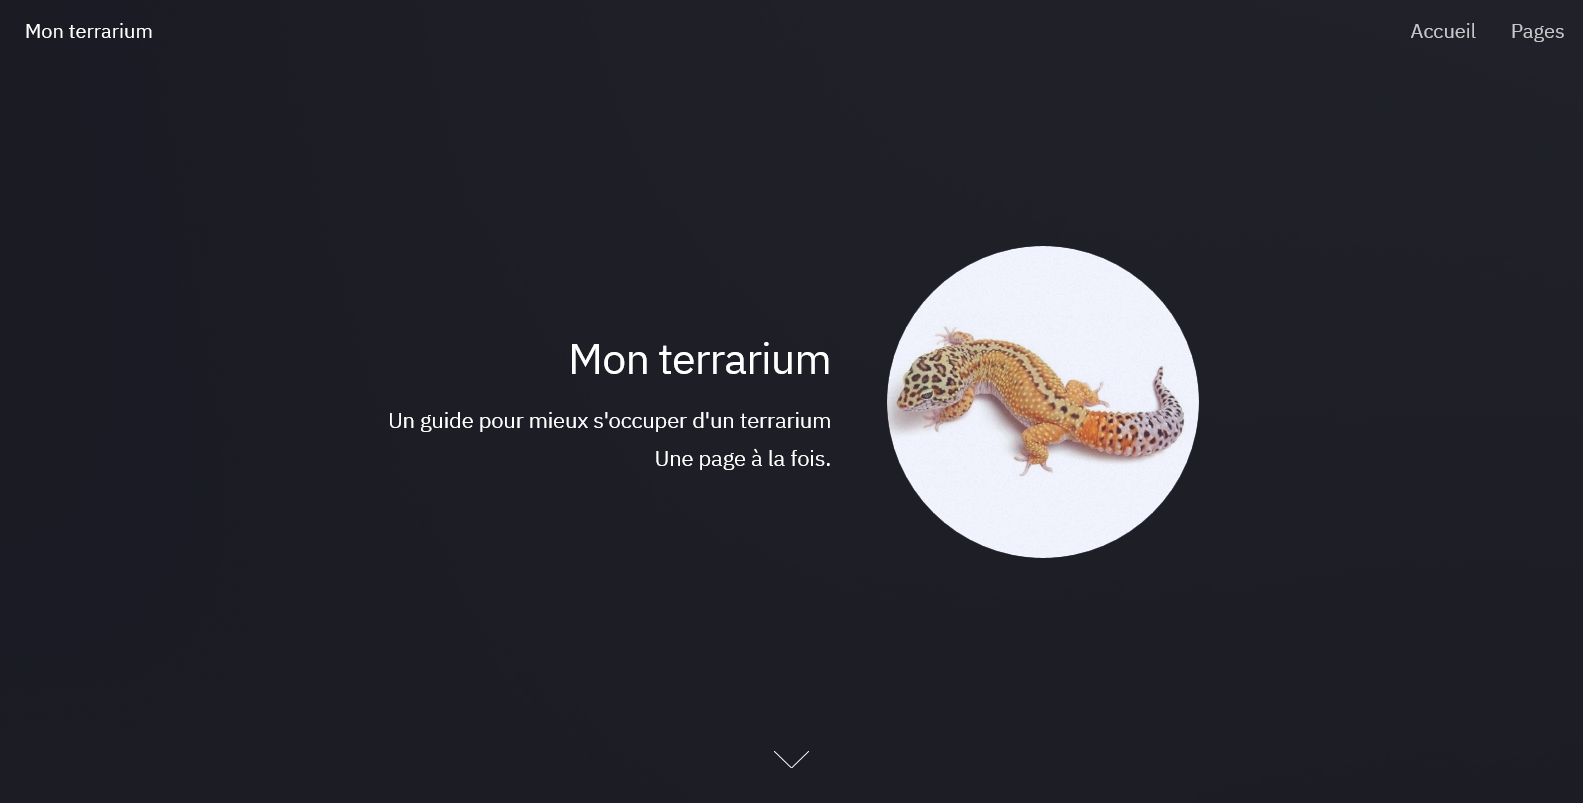 Mon terrarium
Accueil
Pages
Mon terrarium
Un guide pour mieux s'occuper d'un terrarium
Une page à la fois.